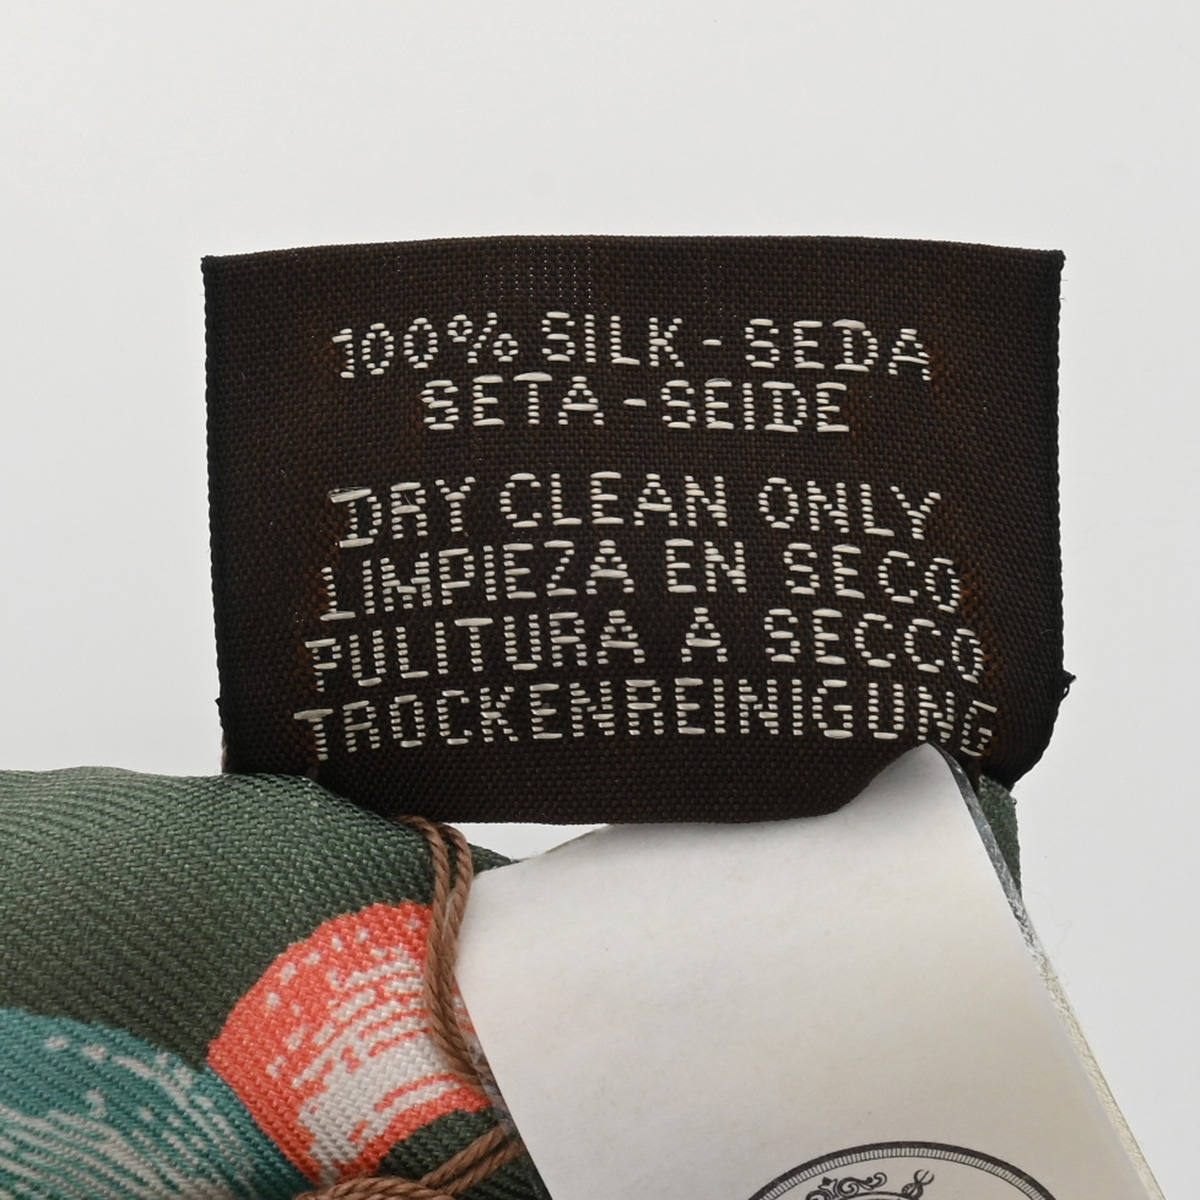 100% SILK - SEDA
SETA - SEIDE
DRY CLEAN ONLY
LIMPIEZA EN SECO
PULITURA A SECCO
TROCKENREINIGUNG